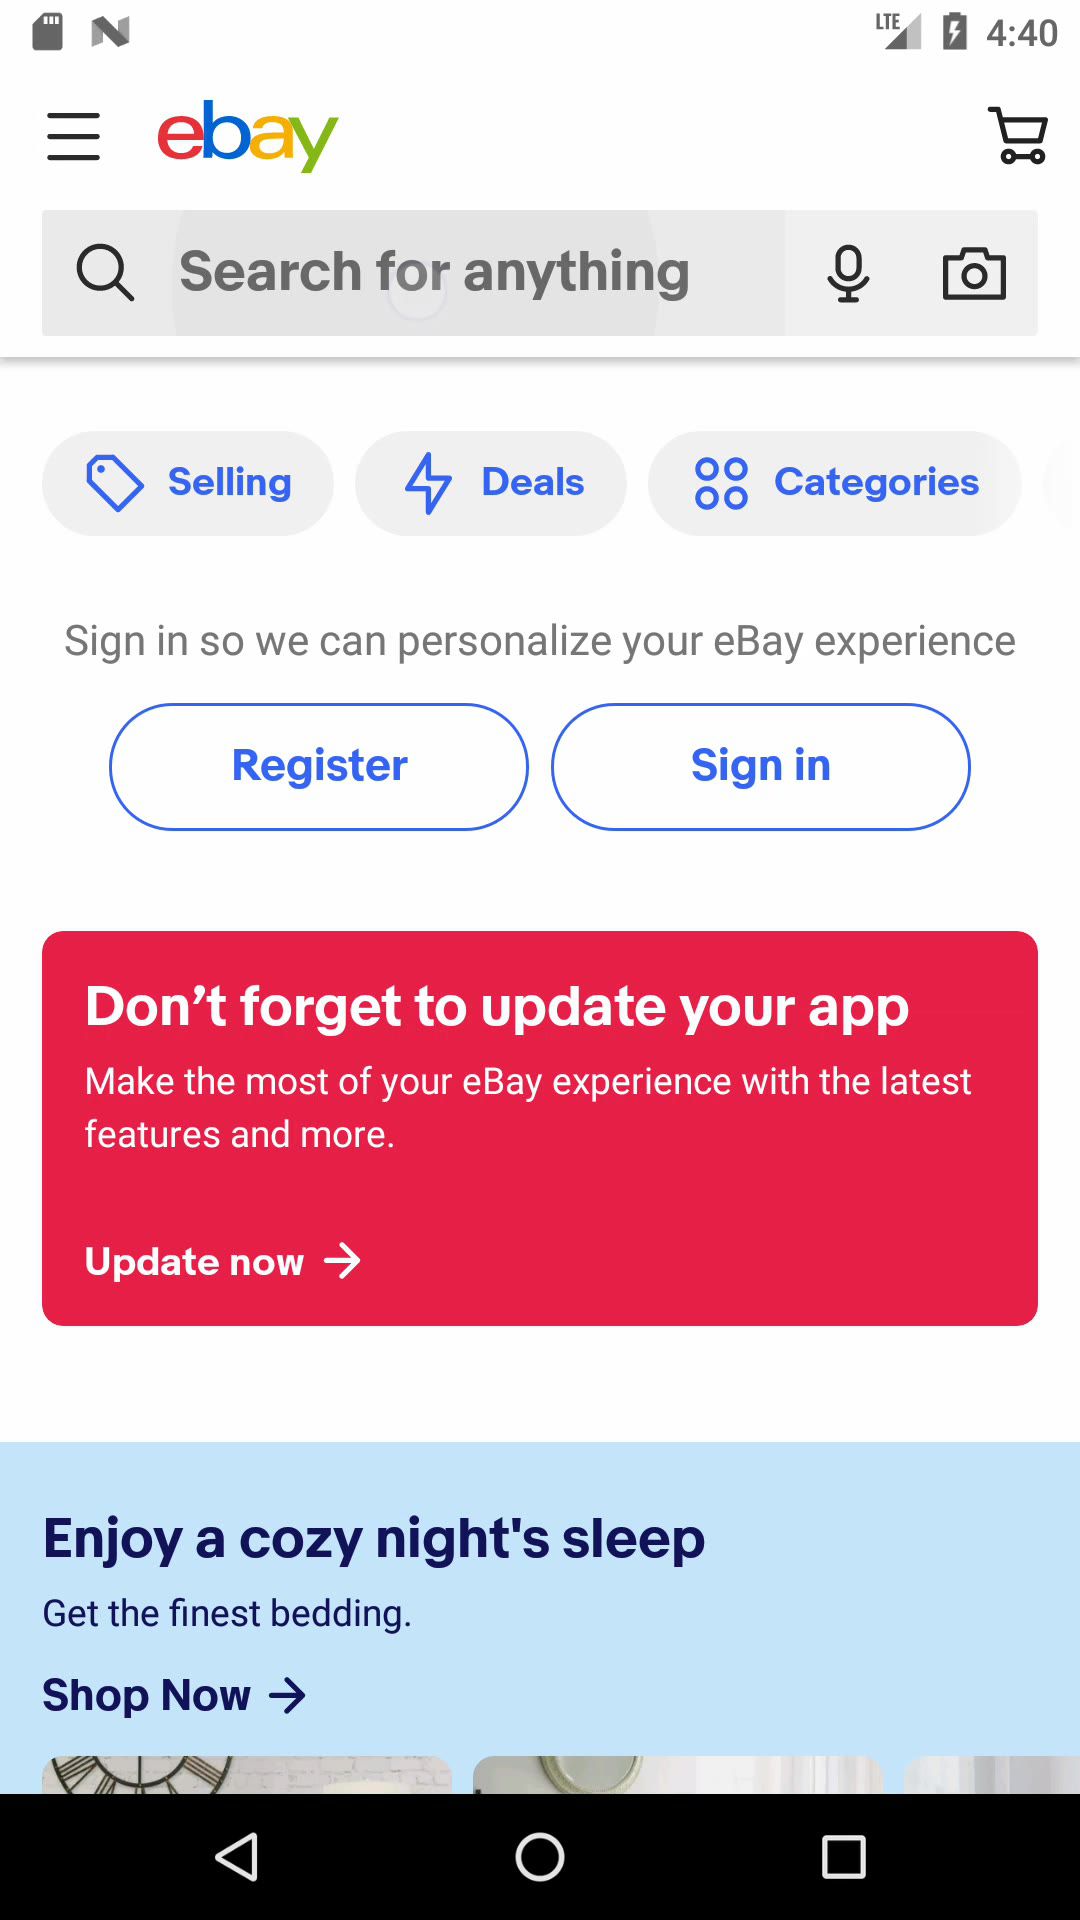 LTE 4:40
ebay
Search for anything
Selling Deals Categories
Sign in so we can personalize your eBay experience
Register Sign in
Don’t forget to update your app
Make the most of your eBay experience with the latest
features and more.
Update now
Enjoy a cozy night's sleep
Get the finest bedding.
Shop Now